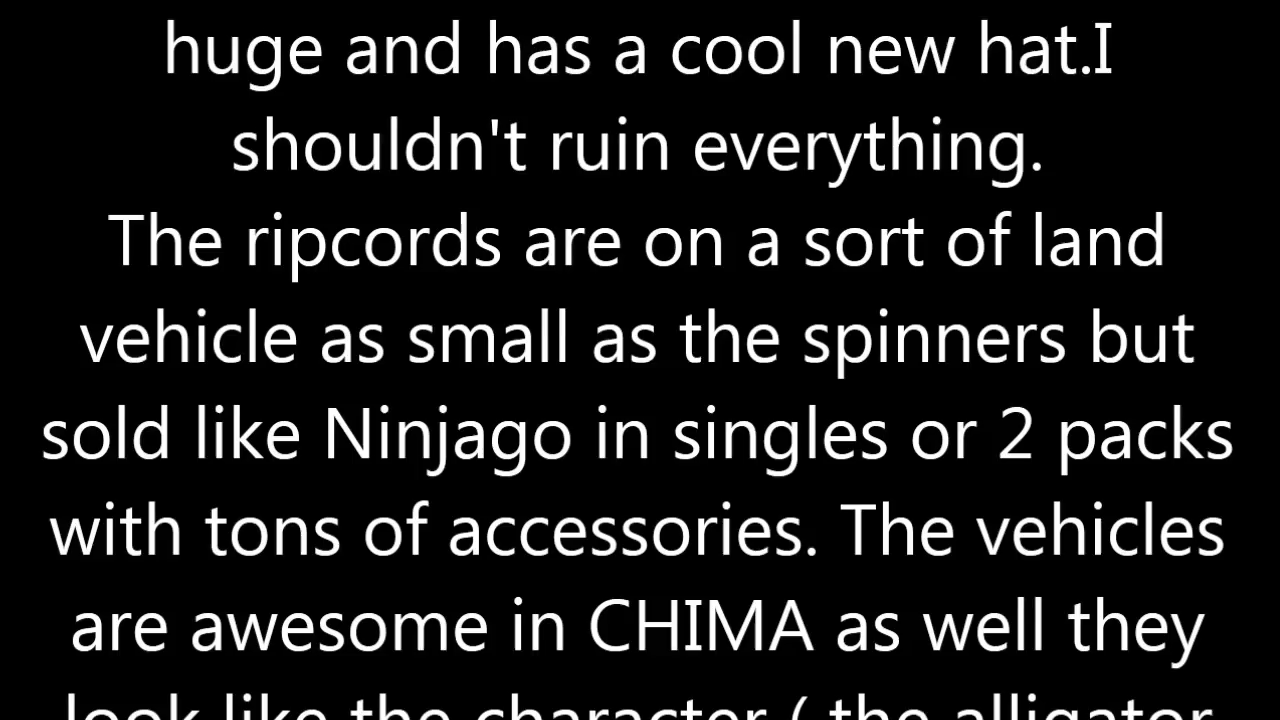 huge and has a cool new hat.I
shouldn't ruin everything.
The ripcords are on a sort of land
vehicle as small as the spinners but
sold like Ninjago in singles or 2 packs
with tons of accessories. The vehicles
are awesome in CHIMA as well they
look like the character ( the alligator